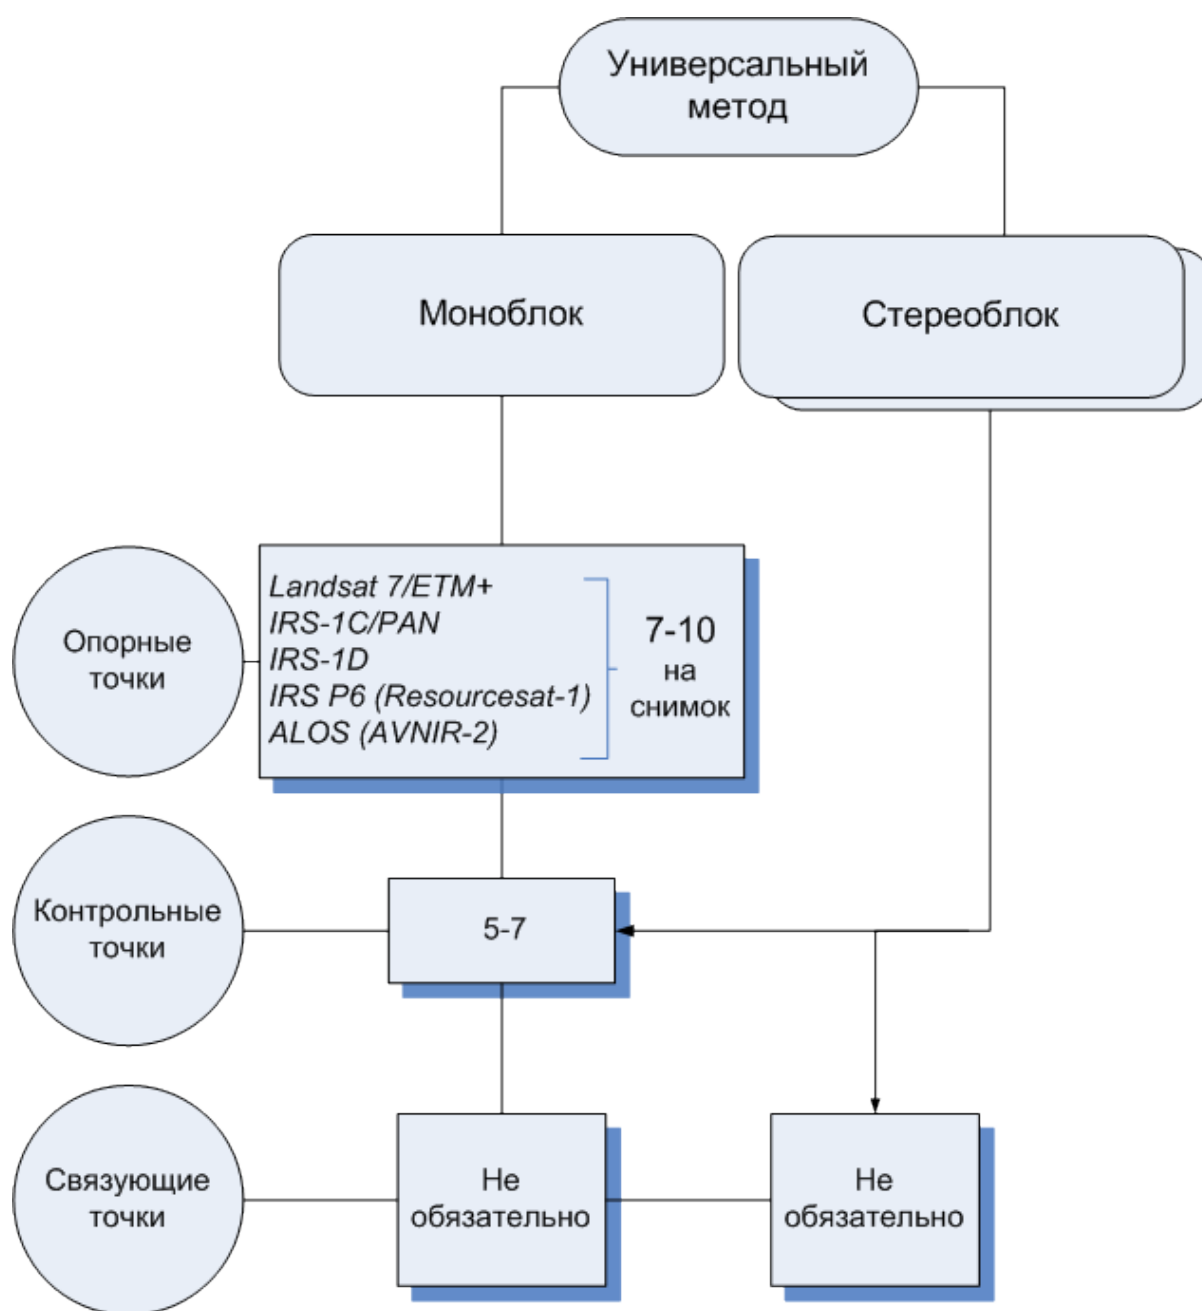 Универсальный
метод
Моноблок
Стереоблок
Опорные
точки
Landsat 7/ETM+
IRS-1C/PAN
IRS-1D
IRS P6 (Resourcesat-1)
ALOS (AVNIR-2)
7-10
на
снимок
Контрольные
точки
5-7
Связующие
точки
Не
обязательно
Не
обязательно